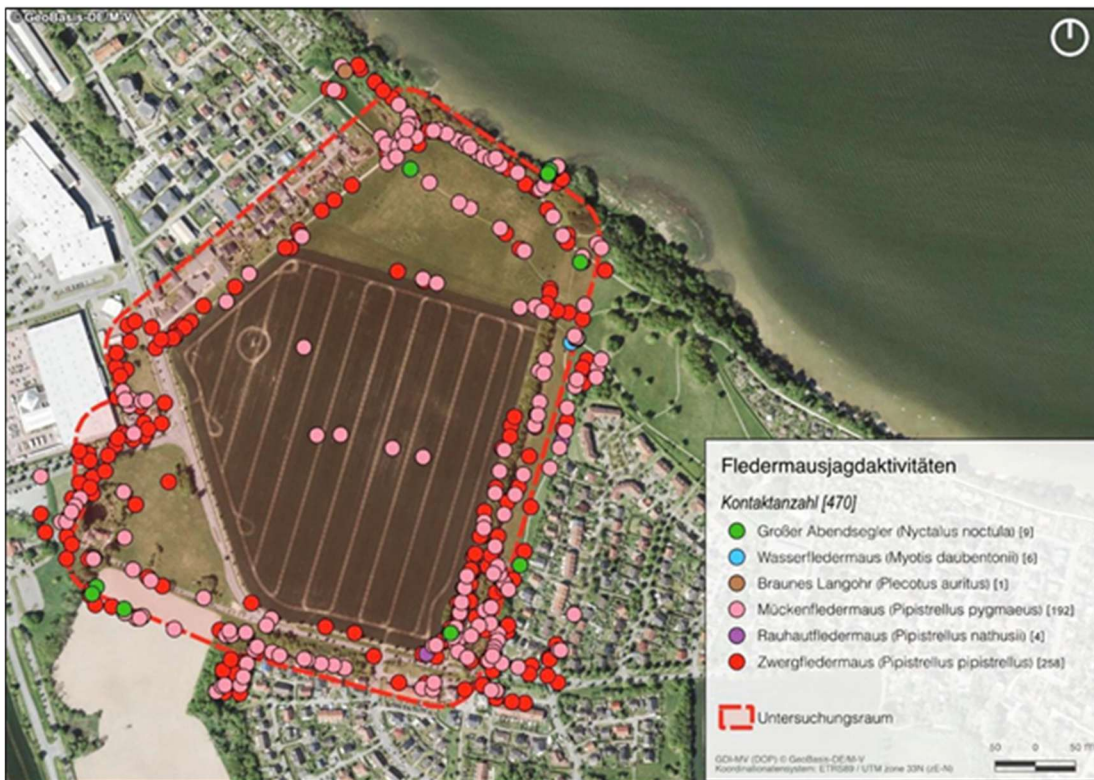 © GeoBasis-DE/M-V
Fledermausjagdaktivitäten
Kontaktanzahl [470]
Großer Abendsegler (Nyctalus noctula) [9]
Wasserfledermaus (Myotis daubentonii) [6]
Braunes Langohr (Plecotus auritus) [1]
Mückenfledermaus (Pipistrellus pygmaeus) [192]
Rauhautfledermaus (Pipistrellus nathusii) [4]
Zwergfledermaus (Pipistrellus pipistrellus) [258]
Untersuchungsraum
50 0 50 m
GDI-MV (DOP) © GeoBasis-DE/M-V
Koordinationensystem: ETRS89 / UTM zone 33N (zE-N)